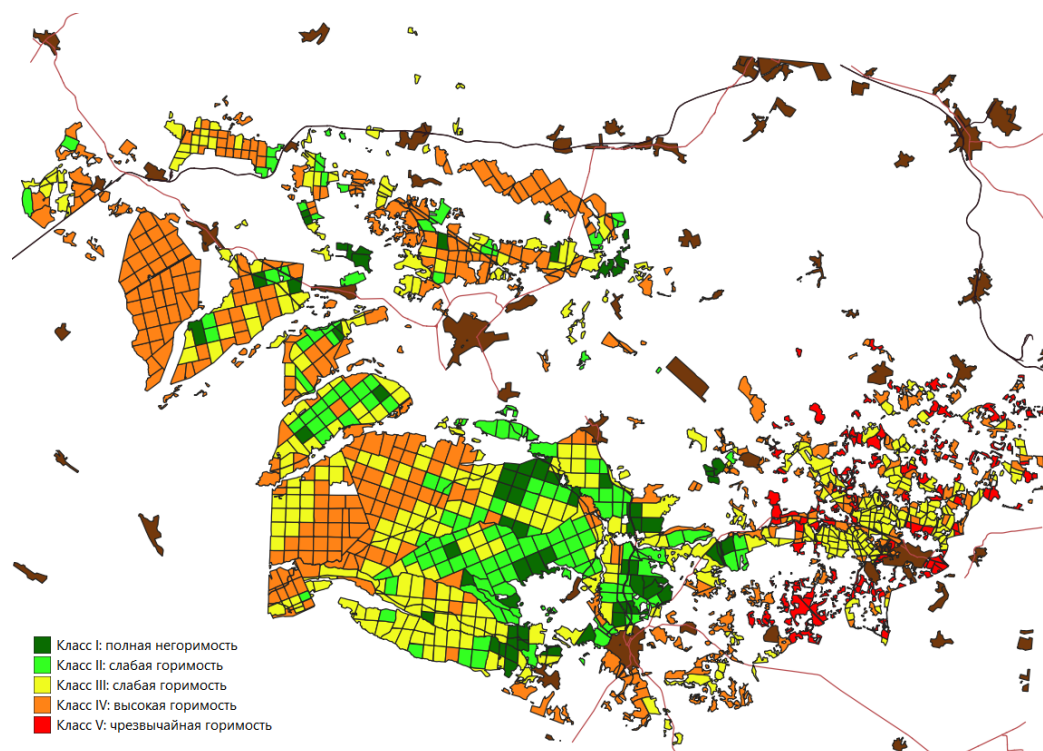 Класс I: полная негоримость
Класс II: слабая горимость
Класс III: слабая горимость
Класс IV: высокая горимость
Класс V: чрезвычайная горимость